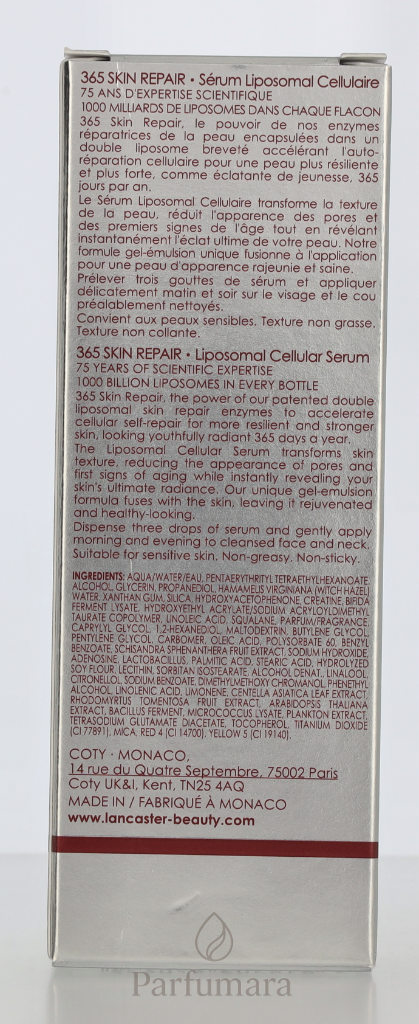 365 SKIN REPAIR • Sérum Liposomal Cellulaire
75 ANS D'EXPERTISE SCIENTIFIQUE
1000 MILLIARDS DE LIPOSOMES DANS CHAQUE FLACON
365 Skin Repair, le pouvoir de nos enzymes
réparatrices de la peau encapsulées dans un
double liposome breveté accélérant l'auto-
réparation cellulaire pour une peau plus résiliente
et plus forte, comme éclatante de jeunesse, 365
jours par an.
Le Sérum Liposomal Cellulaire transforme la texture
de la peau, réduit l'apparence des pores et
des premiers signes de l'âge tout en révélant
instantanément l'éclat ultime de votre peau. Notre
formule gel-émulsion unique fusionne à l'application
pour une peau d'apparence rajeunie et saine.
Prélever trois gouttes de sérum et appliquer
délicatement matin et soir sur le visage et le cou
préalablement nettoyés.
Convient aux peaux sensibles. Texture non grasse.
Texture non collante.
365 SKIN REPAIR • Liposomal Cellular Serum
75 YEARS OF SCIENTIFIC EXPERTISE
1000 BILLION LIPOSOMES IN EVERY BOTTLE
365 Skin Repair, the power of our patented double
liposomal skin repair enzymes to accelerate
cellular self-repair for more resilient and stronger
skin, looking youthfully radiant 365 days a year.
The Liposomal Cellular Serum transforms skin
texture, reducing the appearance of pores and
first signs of aging while instantly revealing your
skin's ultimate radiance. Our unique gel-emulsion
formula fuses with the skin, leaving it rejuvenated
and healthy-looking.
Dispense three drops of serum and gently apply
morning and evening to cleansed face and neck.
Suitable for sensitive skin. Non-greasy. Non-sticky.
INGREDIENTS: AQUA/WATER/EAU, PENTAERYTHRITYL TETRAETHYLHEXANOATE,
ALCOHOL, GLYCERIN, PROPANEDIOL, HAMAMELIS VIRGINIANA (WITCH HAZEL)
WATER, XANTHAN GUM, SILICA, HYDROXYACETOPHENONE, CREATINE, BIFIDA
FERMENT LYSATE, HYDROXYETHYL ACRYLATE/SODIUM ACRYLOYLDIMETHYL
TAURATE COPOLYMER, LINOLEIC ACID, SQUALANE, PARFUM/FRAGRANCE,
CAPRYLYL GLYCOL, 1,2-HEXANEDIOL, MALTODEXTRIN, BUTYLENE GLYCOL,
PENTYLENE GLYCOL, CARBOMER, OLEIC ACID, POLYSORBATE 60, BENZYL
BENZOATE, SCHISANDRA SPHENANTHERA FRUIT EXTRACT, SODIUM HYDROXIDE,
ADENOSINE, LACTOBACILLUS, PALMITIC ACID, STEARIC ACID, HYDROLYZED
SOY FLOUR, LECITHIN, SORBITAN ISOSTEARATE, ALCOHOL DENAT., LINALOOL,
CITRONELLOL, SODIUM BENZOATE, DIMETHYLMETHOXY CHROMANOL, PHENETHYL
ALCOHOL, LINOLENIC ACID, LIMONENE, CENTELLA ASIATICA LEAF EXTRACT,
RHODOMYRTUS TOMENTOSA FRUIT EXTRACT, ARABIDOPSIS THALIANA
EXTRACT, BACILLUS FERMENT, MICROCOCCUS LYSATE, PLANKTON EXTRACT,
TETRASODIUM GLUTAMATE DIACETATE, TOCOPHEROL, TITANIUM DIOXIDE
(CI 77891), MICA, RED 4 (CI 14700), YELLOW 5 (CI 19140).
COTY · MONACO,
14 rue du Quatre Septembre, 75002 Paris
Coty UK&I, Kent, TN25 4AQ
MADE IN / FABRIQUÉ À MONACO
www.lancaster-beauty.com
Parfumara